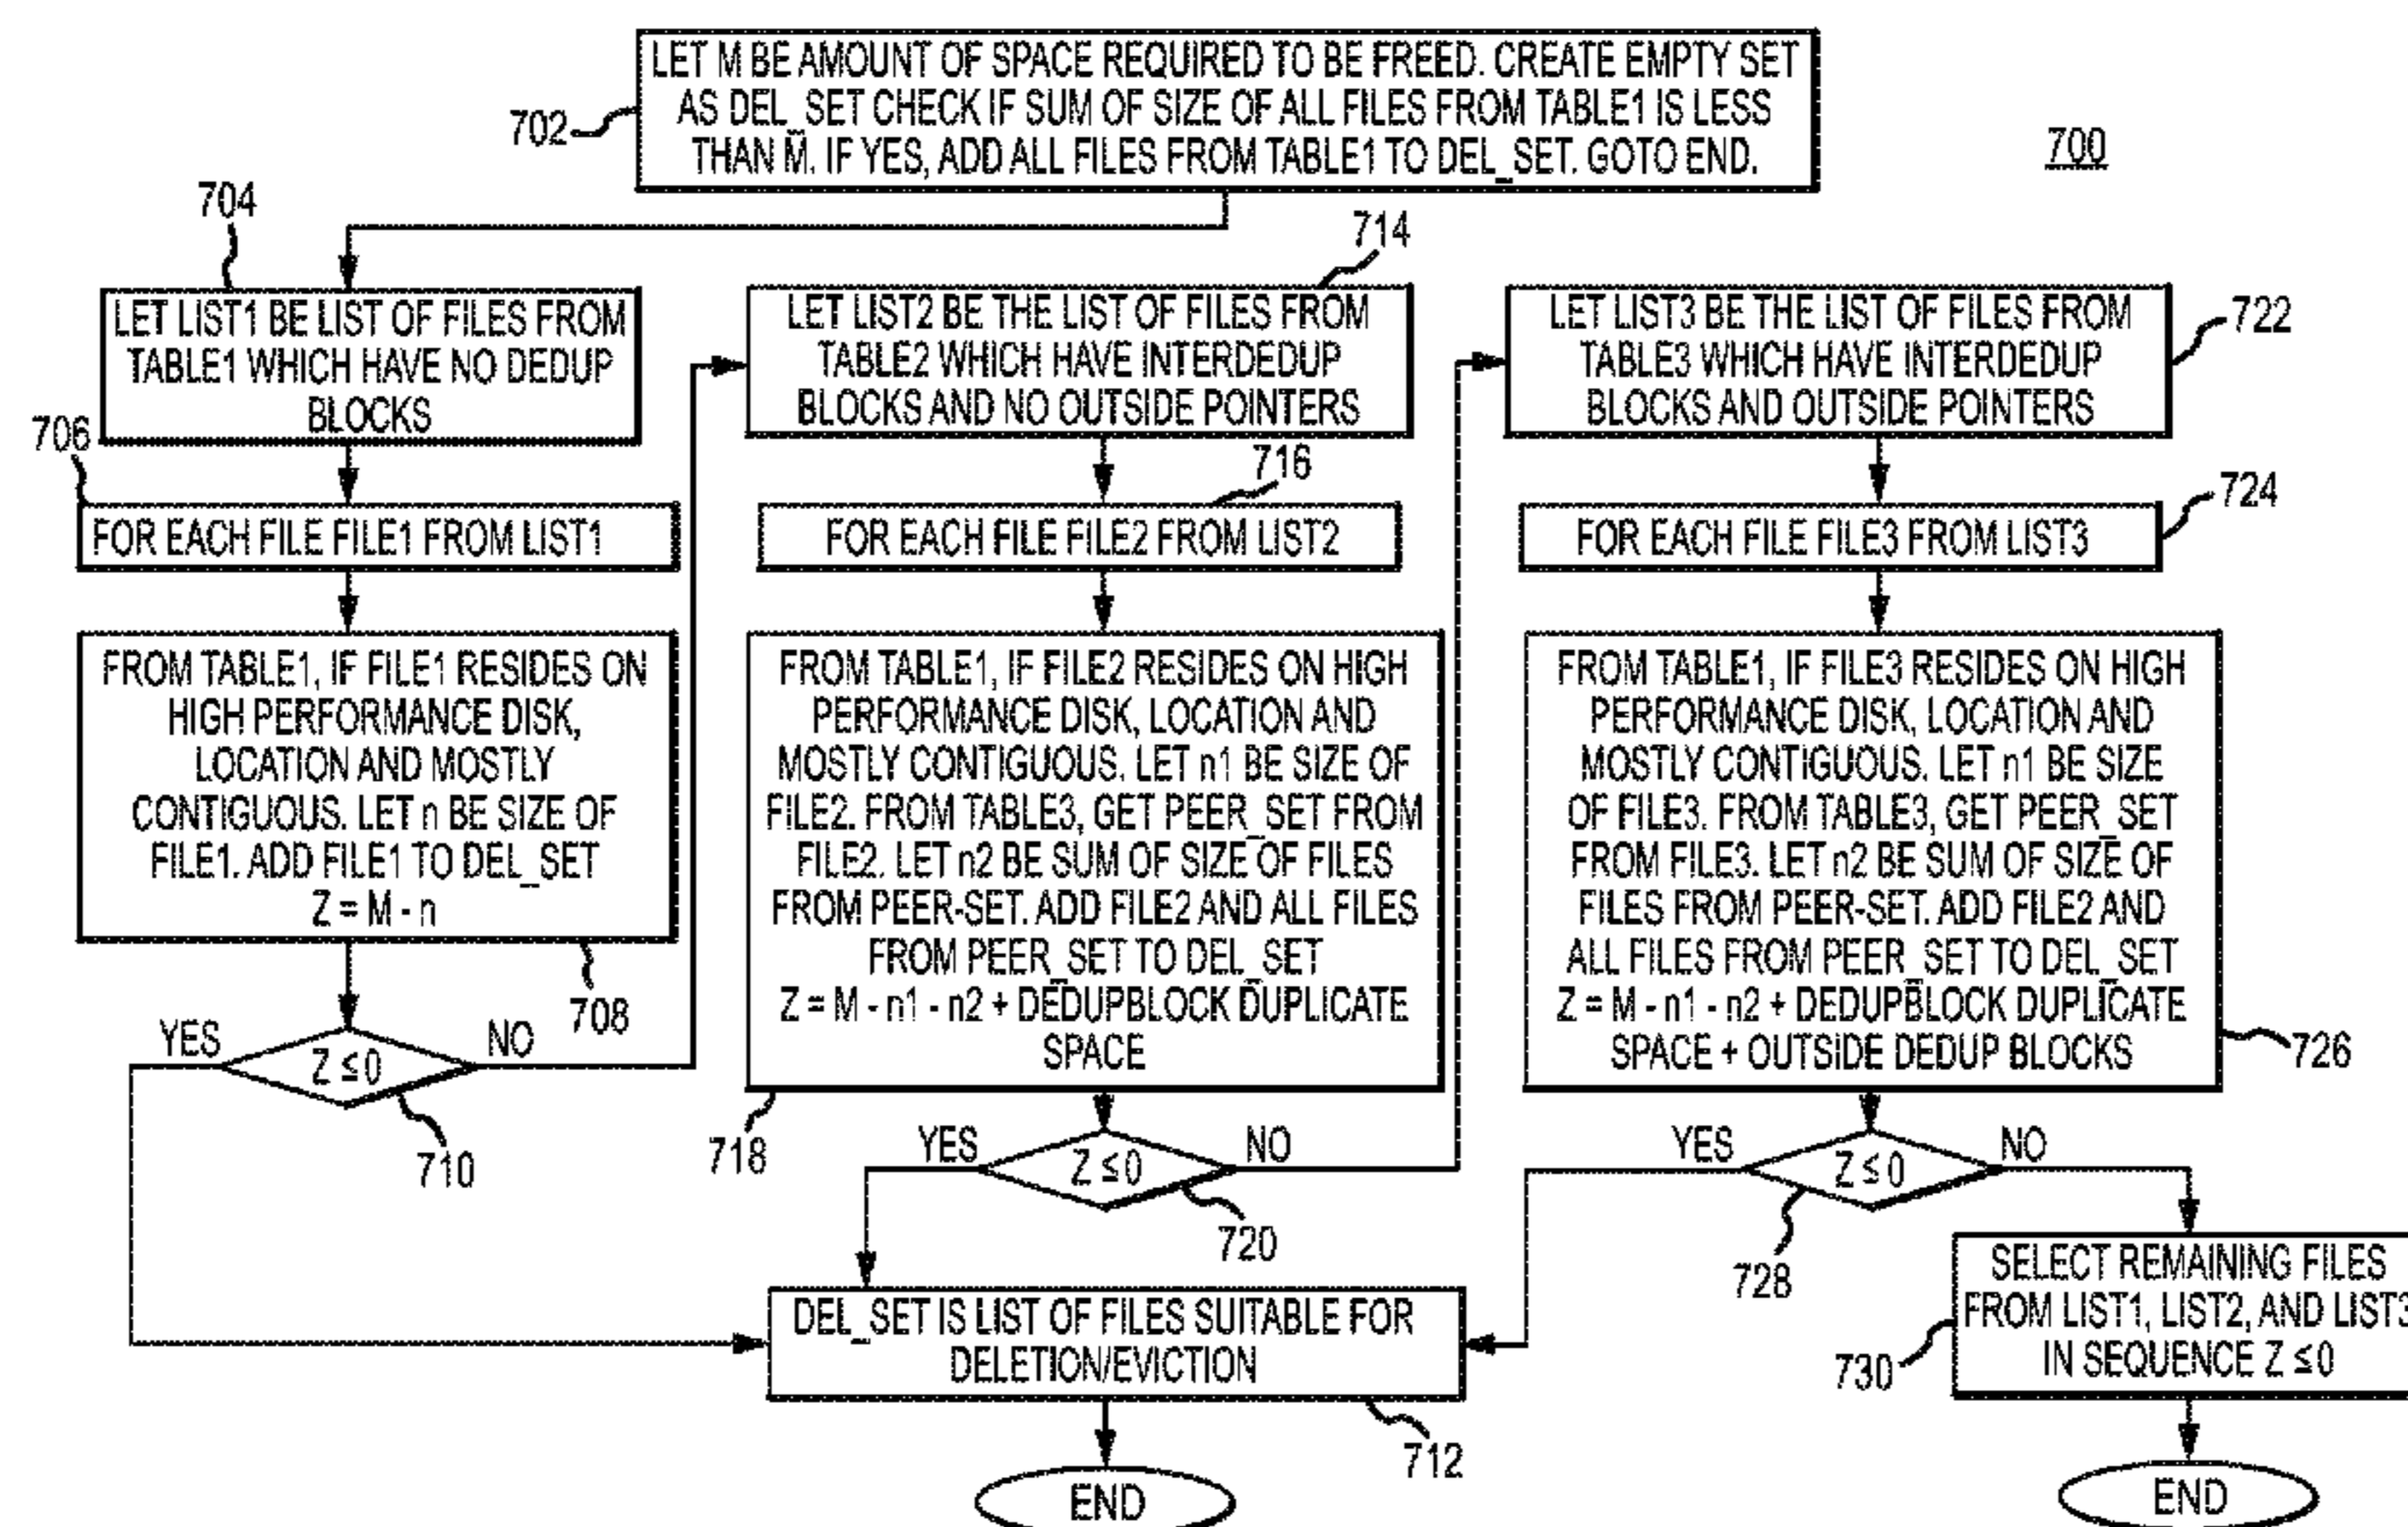 LET M BE AMOUNT OF SPACE REQUIRED TO BE FREED. CREATE EMPTY SET
AS DEL_SET CHECK IF SUM OF SIZE OF ALL FILES FROM TABLE1 IS LESS
THAN M. IF YES, ADD ALL FILES FROM TABLE1 TO DEL_SET. GOTO END.
702
700
704
LET LIST1 BE LIST OF FILES FROM
TABLE1 WHICH HAVE NO DEDUP
BLOCKS
706
FOR EACH FILE FILE1 FROM LIST1
FROM TABLE1, IF FILE1 RESIDES ON
HIGH PERFORMANCE DISK,
LOCATION AND MOSTLY
CONTIGUOUS. LET n BE SIZE OF
FILE1. ADD FILE1 TO DEL_SET
Z = M - n
708
YES
Z ≤ 0
NO
710
714
LET LIST2 BE THE LIST OF FILES FROM
TABLE2 WHICH HAVE INTERDEDUP
BLOCKS AND NO OUTSIDE POINTERS
716
FOR EACH FILE FILE2 FROM LIST2
FROM TABLE1, IF FILE2 RESIDES ON HIGH
PERFORMANCE DISK, LOCATION AND
MOSTLY CONTIGUOUS. LET n1 BE SIZE OF
FILE2. FROM TABLE3, GET PEER_SET FROM
FILE2. LET n2 BE SUM OF SIZE OF FILES
FROM PEER-SET. ADD FILE2 AND ALL FILES
FROM PEER_SET TO DEL_SET
Z = M - n1 - n2 + DEDUPBLOCK DUPLICATE
SPACE
718
YES
Z ≤ 0
NO
720
722
LET LIST3 BE THE LIST OF FILES FROM
TABLE3 WHICH HAVE INTERDEDUP
BLOCKS AND OUTSIDE POINTERS
724
FOR EACH FILE FILE3 FROM LIST3
FROM TABLE1, IF FILE3 RESIDES ON HIGH
PERFORMANCE DISK, LOCATION AND
MOSTLY CONTIGUOUS. LET n1 BE SIZE
OF FILE3. FROM TABLE3, GET PEER_SET
FROM FILE3. LET n2 BE SUM OF SIZE OF
FILES FROM PEER-SET. ADD FILE2 AND
ALL FILES FROM PEER_SET TO DEL_SET
Z = M - n1 - n2 + DEDUPBLOCK DUPLICATE
SPACE + OUTSIDE DEDUP BLOCKS
726
YES
Z ≤ 0
NO
728
SELECT REMAINING FILES
FROM LIST1, LIST2, AND LIST3
IN SEQUENCE Z ≤ 0
730
DEL_SET IS LIST OF FILES SUITABLE FOR
DELETION/EVICTION
712
END
END